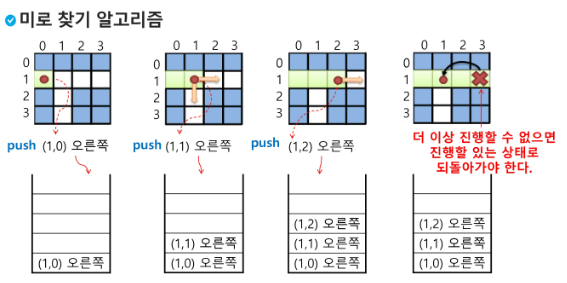 미로 찾기 알고리즘
0 1 2 3
0
1
2
3
push (1,0) 오른쪽
(1,0) 오른쪽
0 1 2 3
0
1
2
3
push (1,1) 오른쪽
(1,1) 오른쪽
(1,0) 오른쪽
0 1 2 3
0
1
2
3
push (1,2) 오른쪽
(1,2) 오른쪽
(1,1) 오른쪽
(1,0) 오른쪽
0 1 2 3
0
1
2
3
더 이상 진행할 수 없으면
진행할 있는 상태로
되돌아가야 한다.
(1,2) 오른쪽
(1,1) 오른쪽
(1,0) 오른쪽